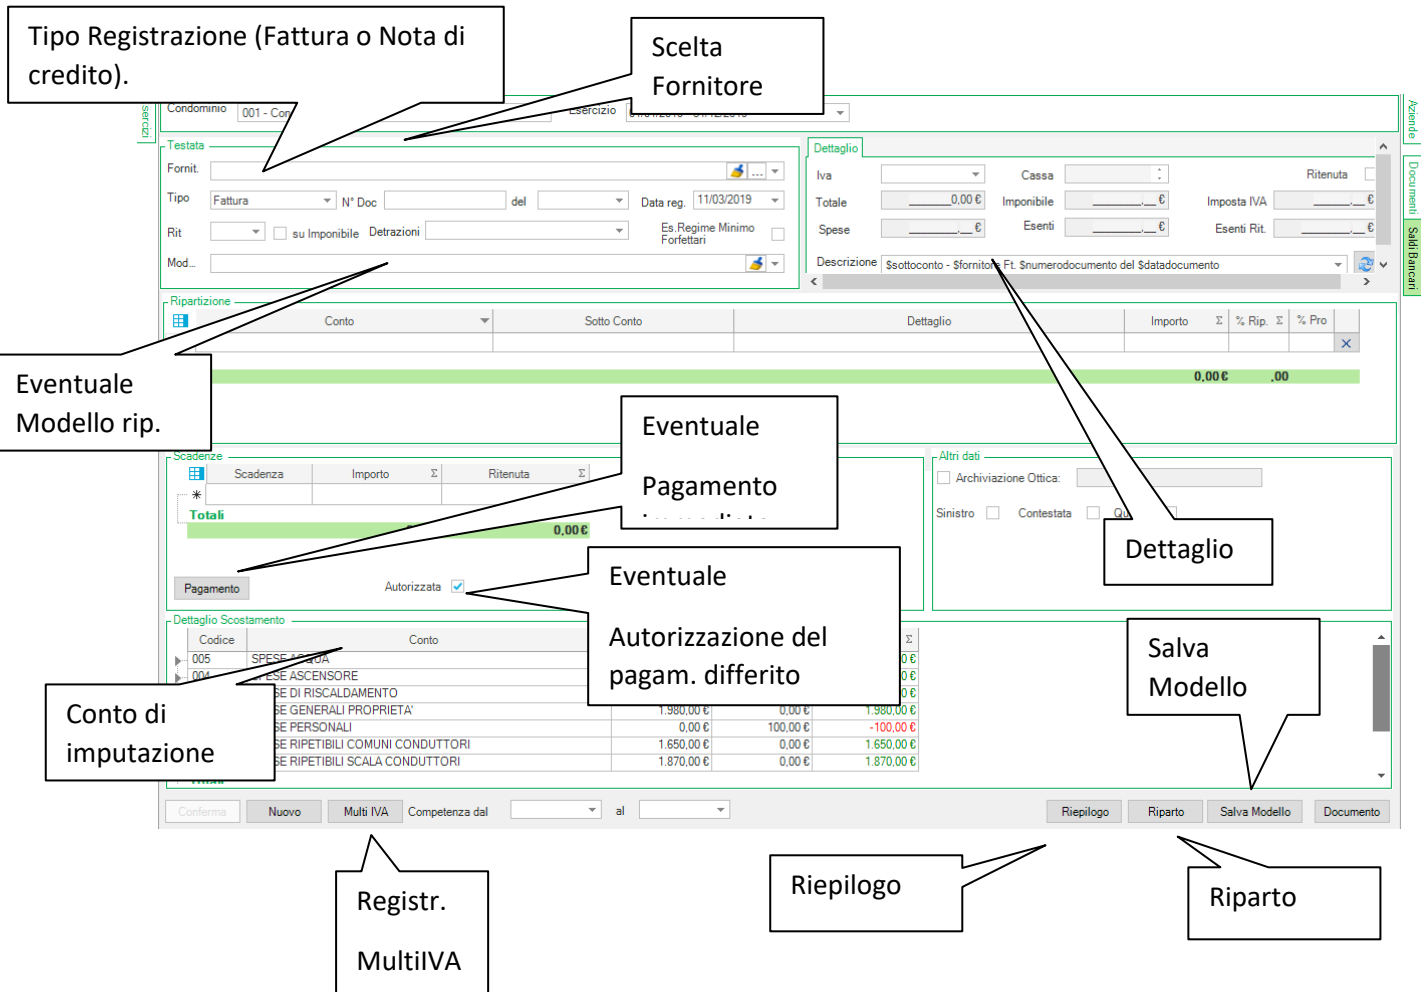 Tipo Registrazione (Fattura o Nota di
credito).
Scelta
Fornitore
Condominio
001 - Con
Esercizio
Aziende
Documenti
Saldi Bancari
Testata
Fornit.
...
Tipo
Fattura
N° Doc
del
Data reg.
11/03/2019
Rit
su Imponibile
Detrazioni
Es.Regime Minimo
Forfettari
Mod...
Dettaglio
Iva
Cassa
Ritenuta
Totale
0,00 €
Imponibile
€
Imposta IVA
€
Spese
€
Esenti
€
Esenti Rit.
€
Descrizione
$sottoconto - $fornitore Ft. $numerodocumento del $datadocumento
Ripartizione
Conto
Sotto Conto
Dettaglio
Importo Σ
% Rip. Σ
% Pro
0,00 €
,00
Eventuale
Modello rip.
Eventuale
Pagamento
Scadenze
Scadenza
Importo Σ
Ritenuta Σ
Totali
0,00 €
Pagamento
Autorizzata
Eventuale
Autorizzazione del
pagam. differito
Altri dati
Archiviazione Ottica:
Sinistro
Contestata
Dettaglio
Dettaglio Scostamento
Codice
Conto
Σ
005
SPESE ACQUA
004
SPESE ASCENSORE
SE DI RISCALDAMENTO
SE GENERALI PROPRIETA'
1.980,00 €
0,00 €
1.980,00 €
SE PERSONALI
0,00 €
100,00 €
-100,00 €
SE RIPETIBILI COMUNI CONDUTTORI
1.650,00 €
0,00 €
1.650,00 €
SE RIPETIBILI SCALA CONDUTTORI
1.870,00 €
0,00 €
1.870,00 €
Conto di
imputazione
Salva
Modello
Conferma
Nuovo
Multi IVA
Competenza dal
al
Riepilogo
Riparto
Salva Modello
Documento
Registr.
MultiIVA
Riepilogo
Riparto